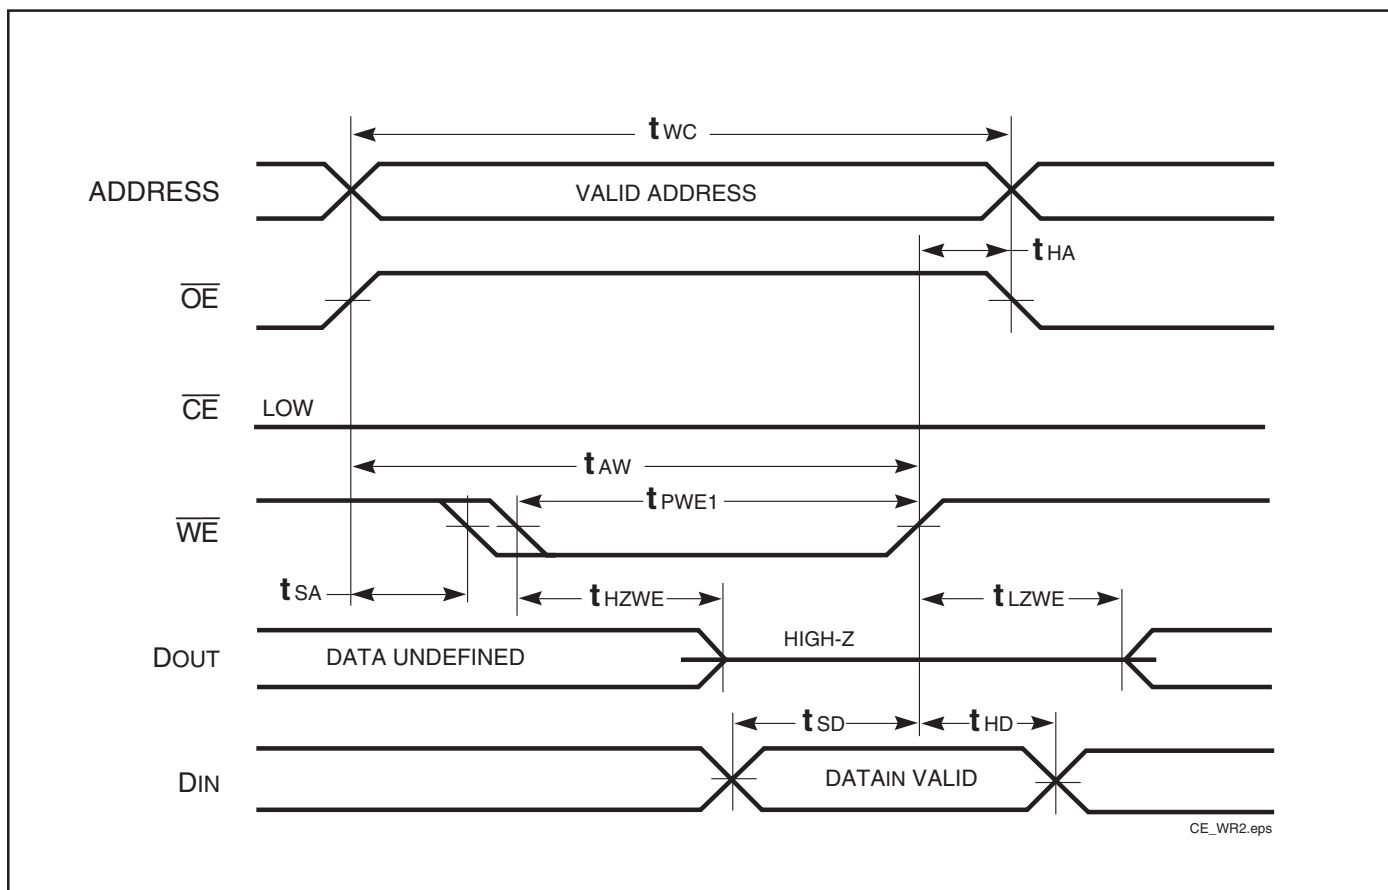 tWC
ADDRESS
VALID ADDRESS
tHA
OE
CE
LOW
tAW
tPWE1
WE
tSA
tHZWE
tLZWE
DOUT
DATA UNDEFINED
HIGH-Z
tSD
tHD
DIN
DATAIN VALID
CE_WR2.eps